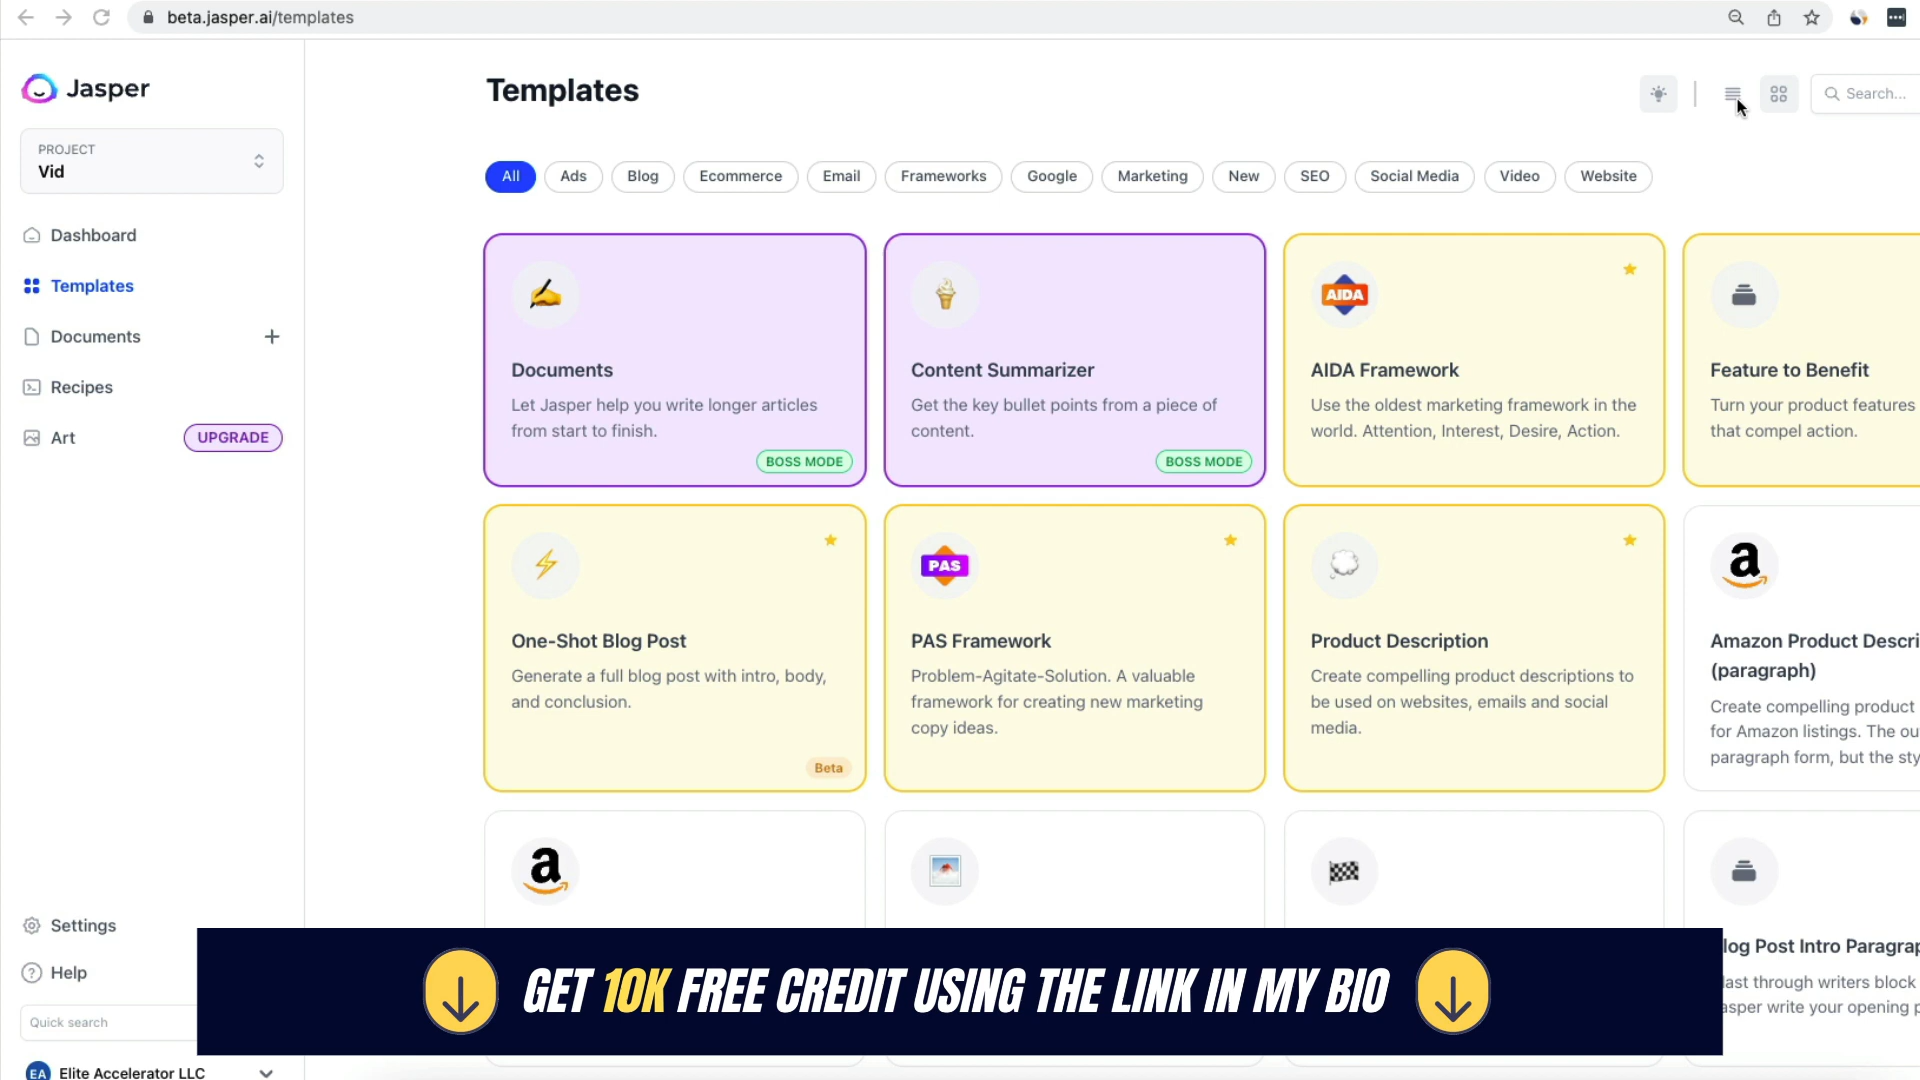 beta.jasper.ai/templates
Jasper
PROJECT
Vid
Dashboard
Templates
Documents
Recipes
Art
UPGRADE
Settings
Help
Quick search
EA
Elite Accelerator LLC
Templates
Search...
All
Ads
Blog
Ecommerce
Email
Frameworks
Google
Marketing
New
SEO
Social Media
Video
Website
Documents
Let Jasper help you write longer articles
from start to finish.
BOSS MODE
Content Summarizer
Get the key bullet points from a piece of
content.
BOSS MODE
AIDA
AIDA Framework
Use the oldest marketing framework in the
world. Attention, Interest, Desire, Action.
Feature to Benefit
Turn your product features
that compel action.
One-Shot Blog Post
Generate a full blog post with intro, body,
and conclusion.
Beta
PAS
PAS Framework
Problem-Agitate-Solution. A valuable
framework for creating new marketing
copy ideas.
Product Description
Create compelling product descriptions to
be used on websites, emails and social
media.
a
Amazon Product Descri
(paragraph)
Create compelling product
for Amazon listings. The ou
paragraph form, but the sty
a
log Post Intro Paragrap
last through writers block
asper write your opening p
GET 10K FREE CREDIT USING THE LINK IN MY BIO